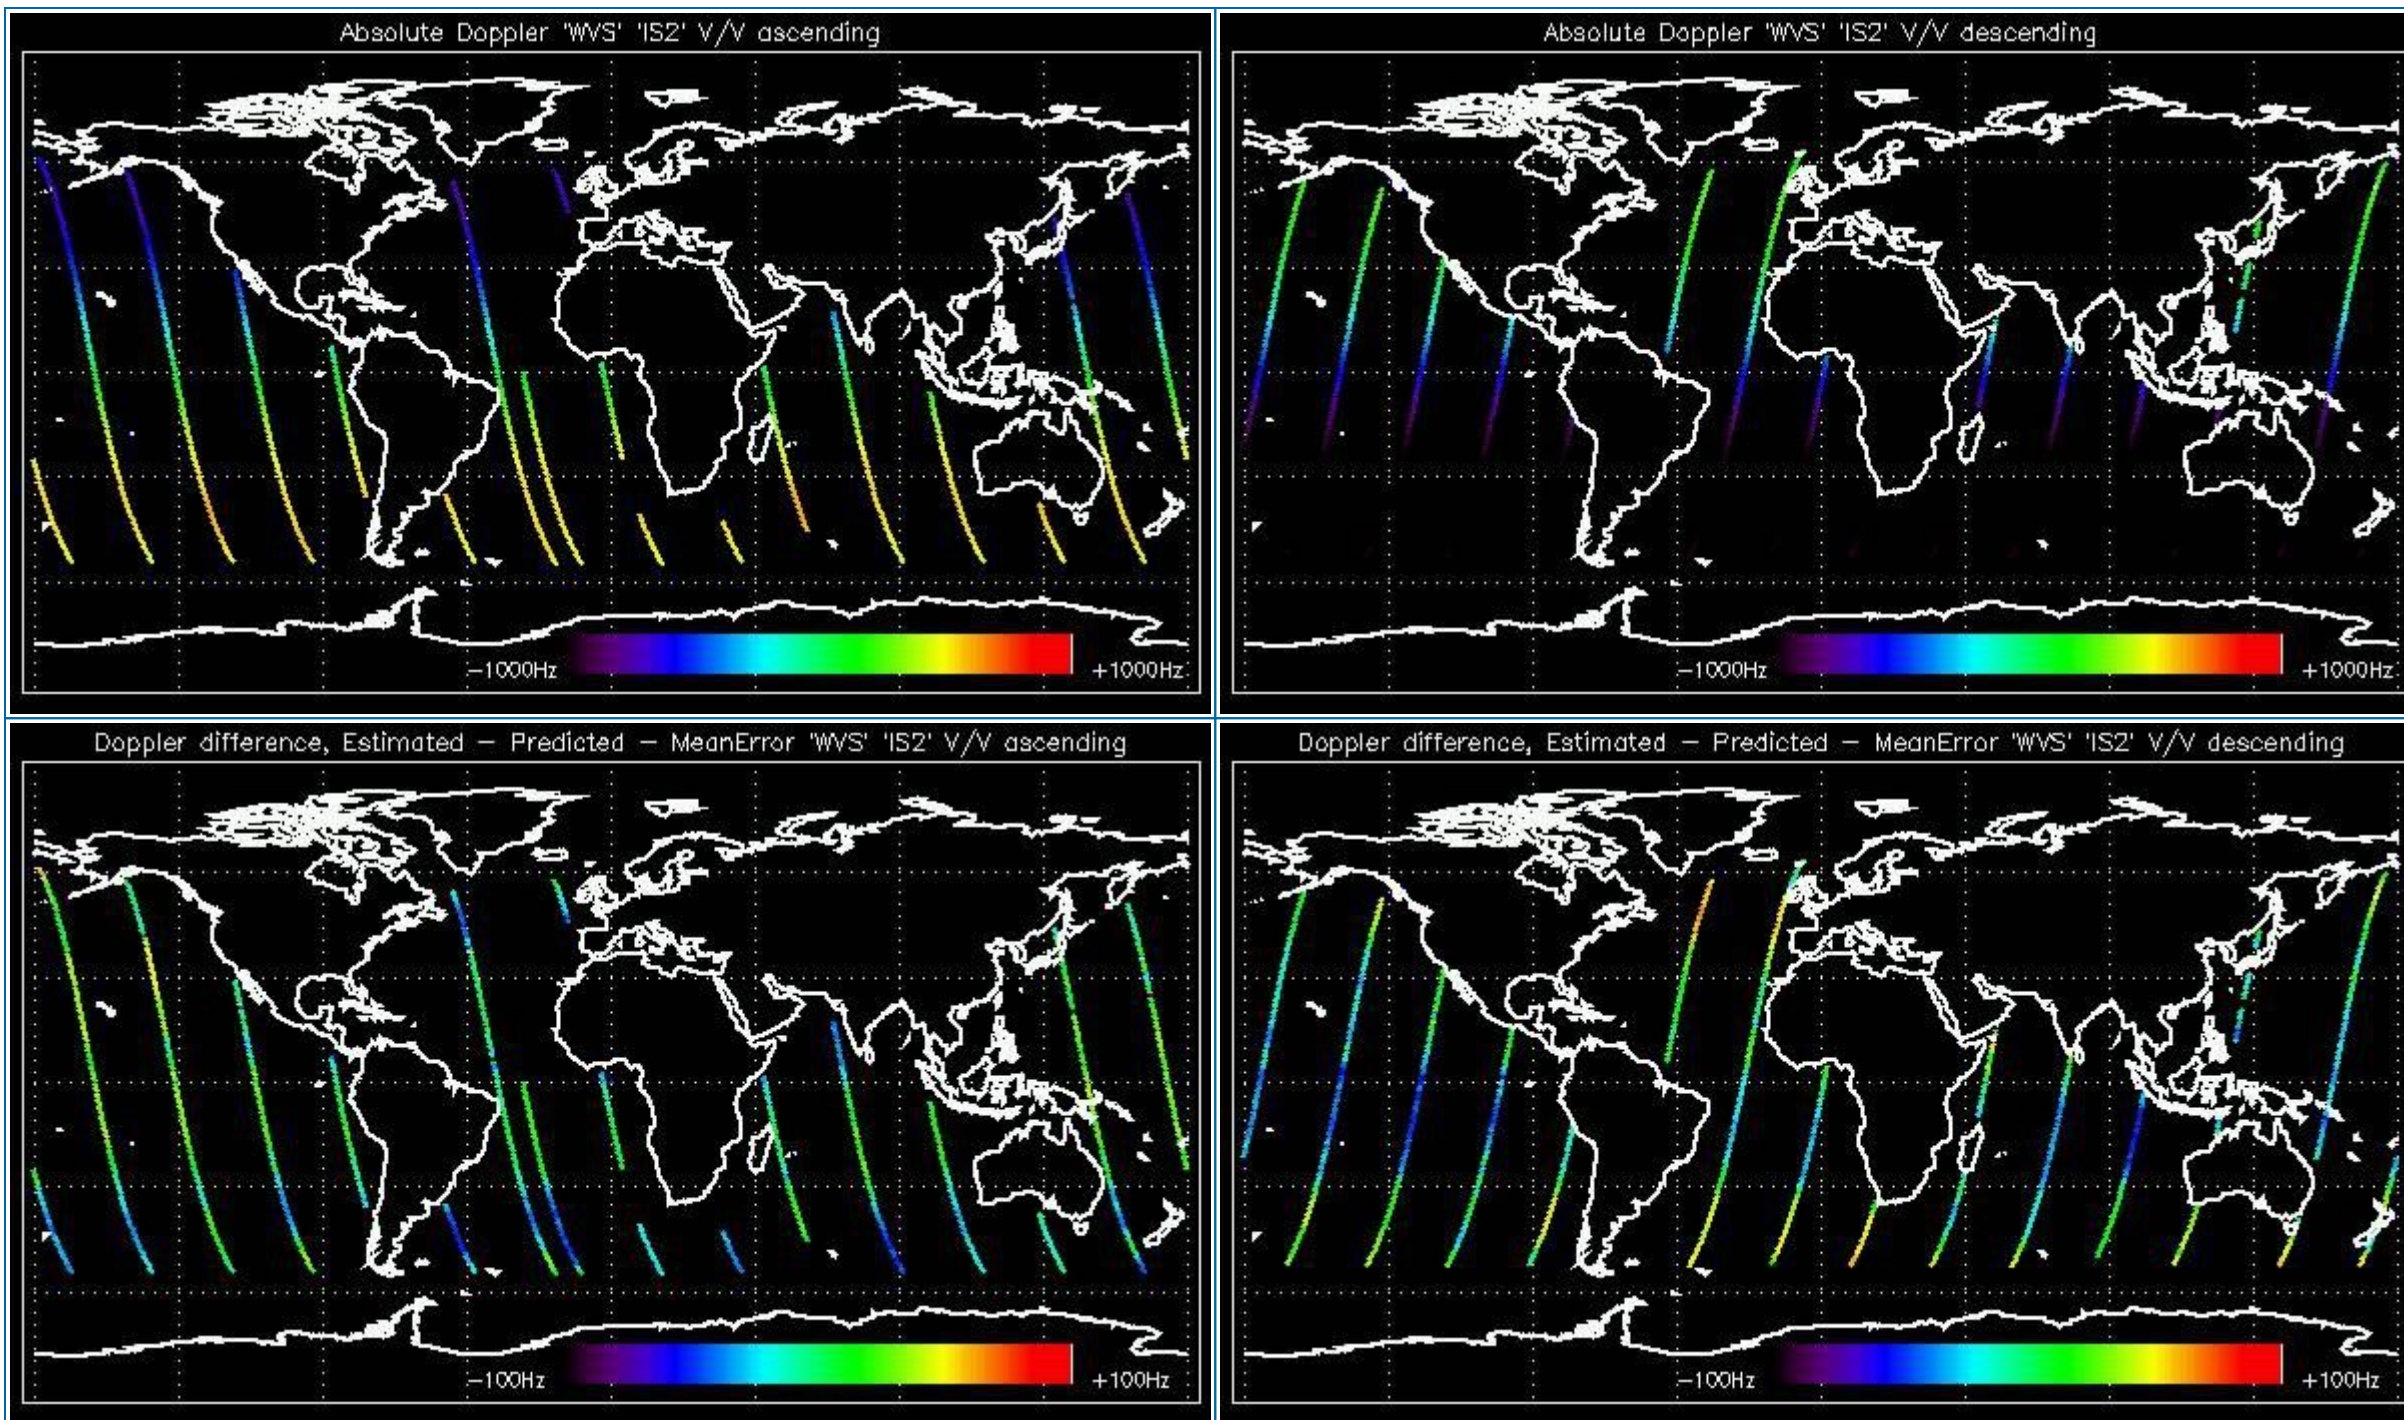 Absolute Doppler 'WVS' 'IS2' V/V ascending
-1000Hz
+1000Hz
Absolute Doppler 'WVS' 'IS2' V/V descending
-1000Hz
+1000Hz
Doppler difference, Estimated - Predicted - MeanError 'WVS' 'IS2' V/V ascending
-100Hz
+100Hz
Doppler difference, Estimated - Predicted - MeanError 'WVS' 'IS2' V/V descending
-100Hz
+100Hz